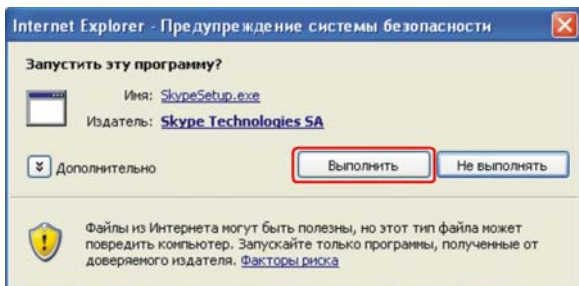 Internet Explorer - Предупреждение системы безопасности
Запустить эту программу?
Имя: SkypeSetup.exe
Издатель: Skype Technologies SA
Дополнительно
Выполнить
Не выполнять
Файлы из Интернета могут быть полезны, но этот тип файла может
повредить компьютер. Запускайте только программы, полученные от
доверяемого издателя. Факторы риска